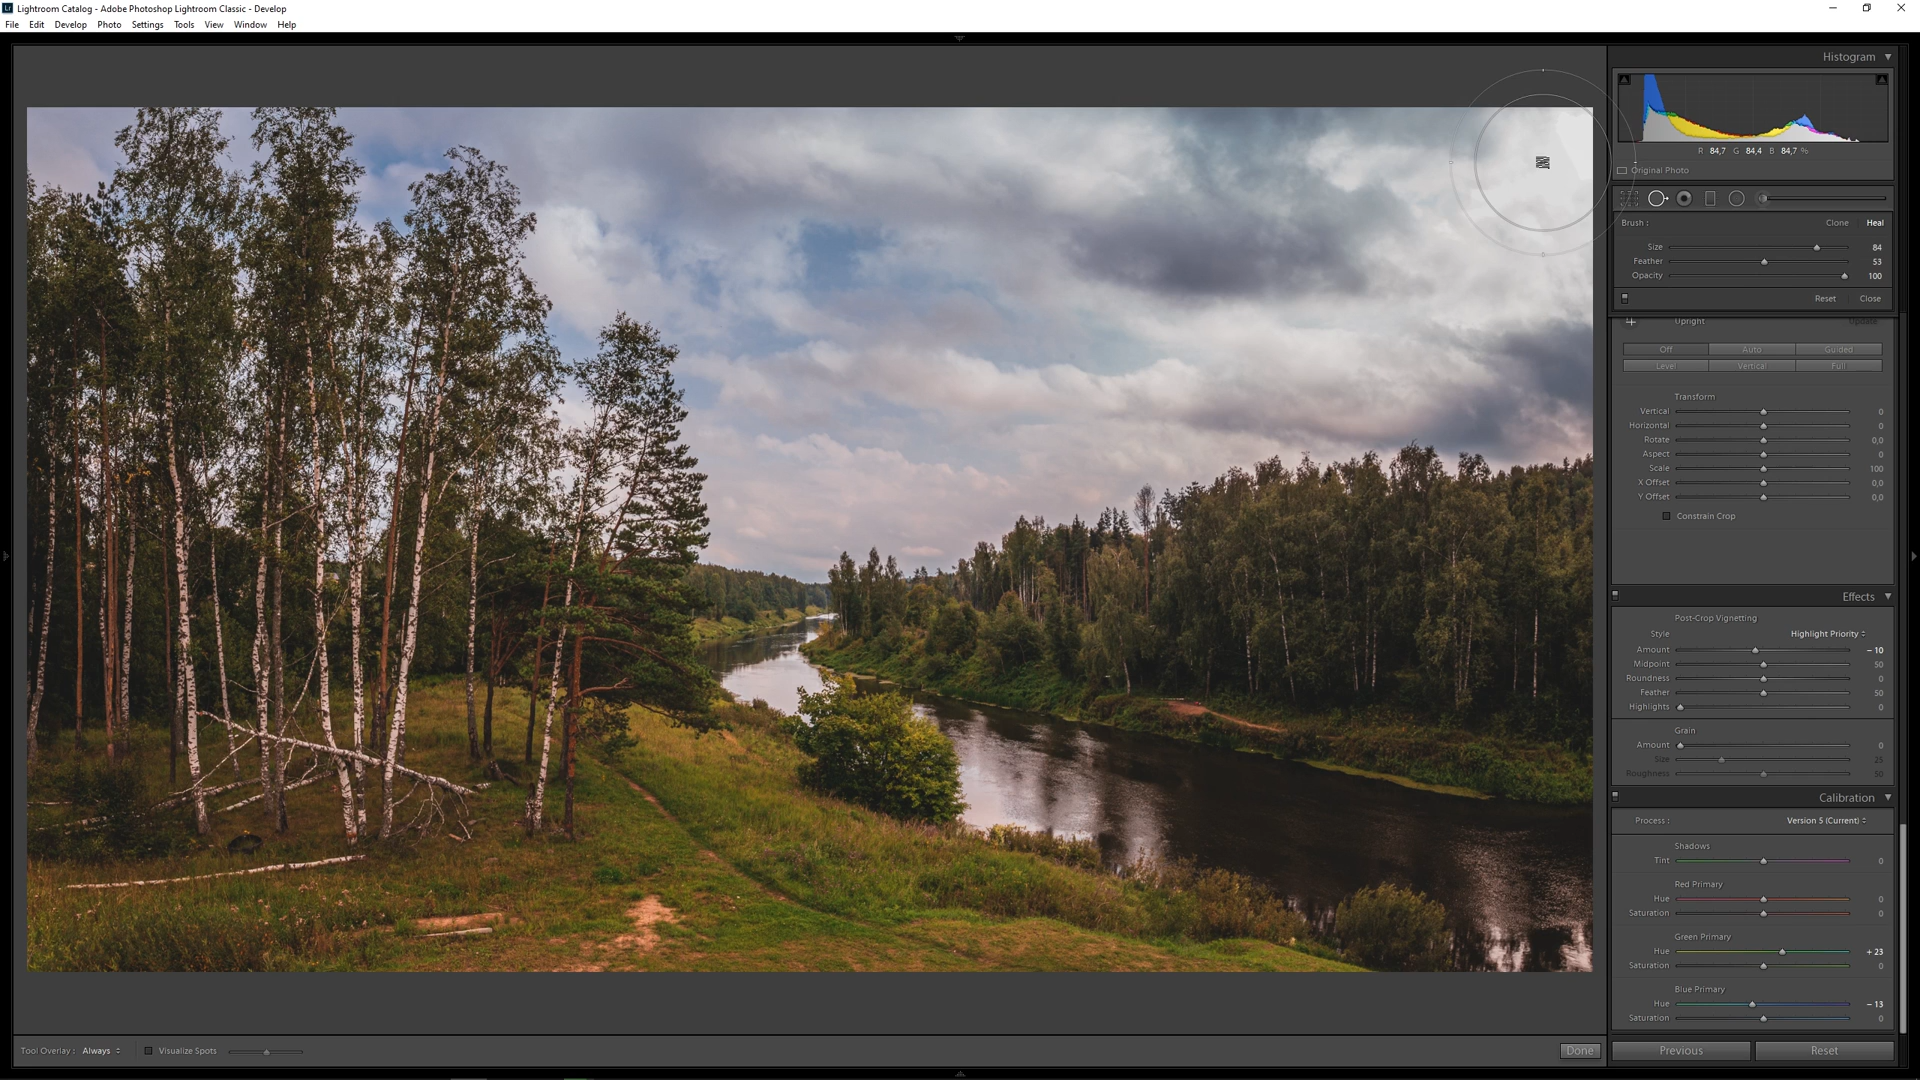 Lightroom Catalog - Adobe Photoshop Lightroom Classic - Develop
File Edit Develop Photo Settings Tools View Window Help
Histogram
R 84,7 G 84,4 B 84,7 %
Original Photo
Brush : Clone Heal
Size 84
Feather 53
Opacity 100
Reset Close
Upright Update
Off Auto Guided
Level Vertical Full
Transform
Vertical 0
Horizontal 0
Rotate 0,0
Aspect 0
Scale 100
X Offset 0,0
Y Offset 0,0
Constrain Crop
Effects
Post-Crop Vignetting
Style Highlight Priority
Amount - 10
Midpoint 50
Roundness 0
Feather 50
Highlights 0
Grain
Amount 0
Size 25
Roughness 50
Calibration
Process : Version 5 (Current)
Shadows
Tint 0
Red Primary
Hue 0
Saturation 0
Green Primary
Hue + 23
Saturation 0
Blue Primary
Hue - 13
Saturation 0
Tool Overlay : Always Visualize Spots Done
Previous Reset